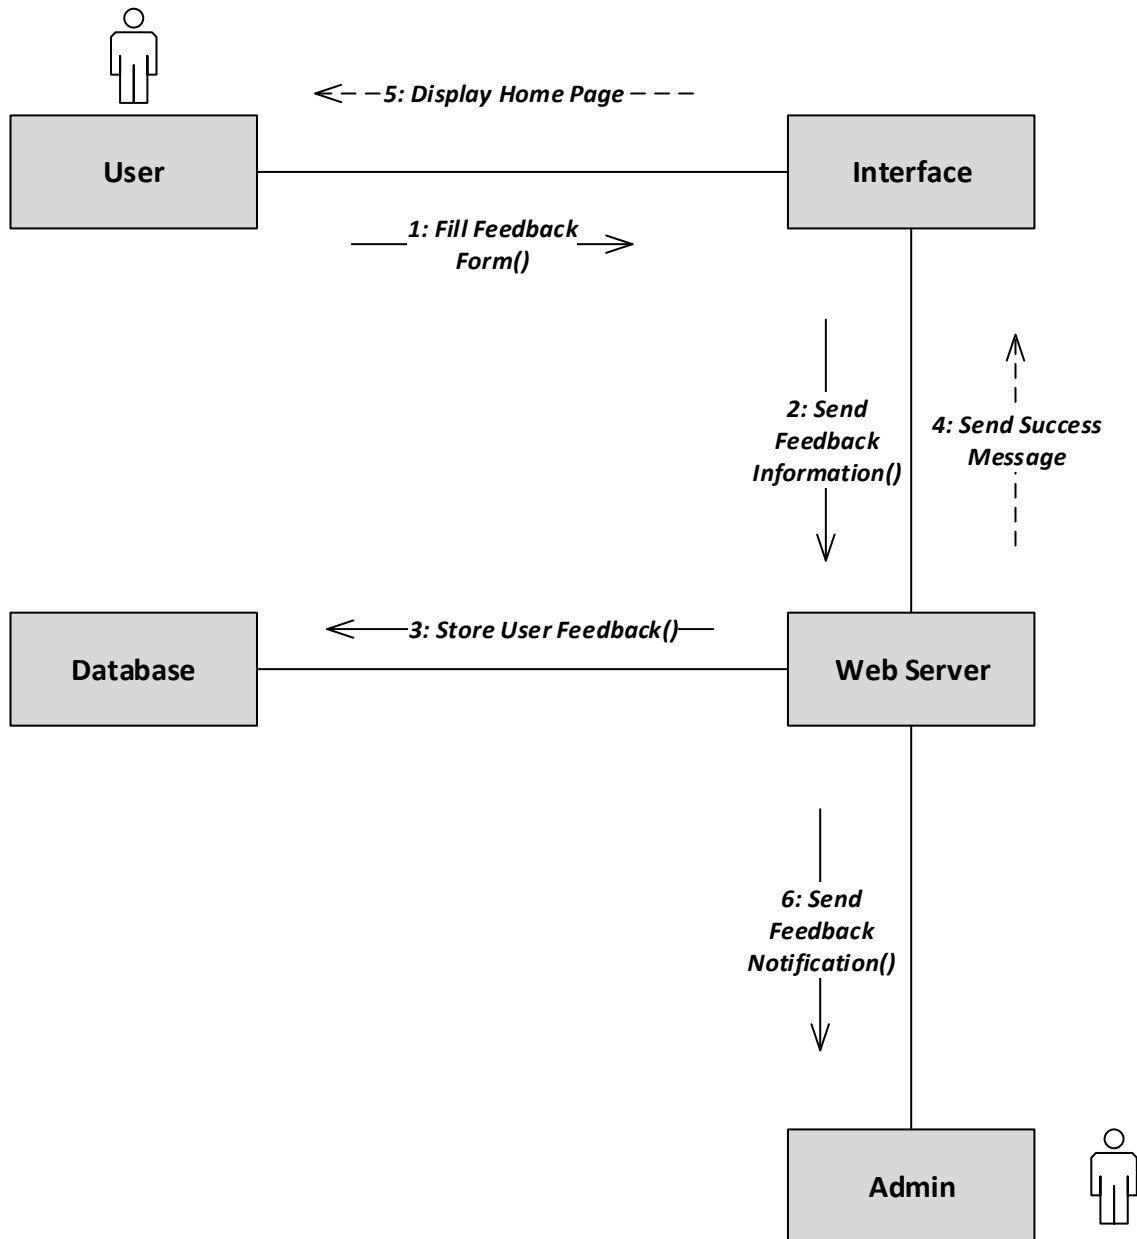 5: Display Home Page
User
Interface
1: Fill Feedback
Form()
2: Send
Feedback
Information()
4: Send Success
Message
3: Store User Feedback()
Database
Web Server
6: Send
Feedback
Notification()
Admin